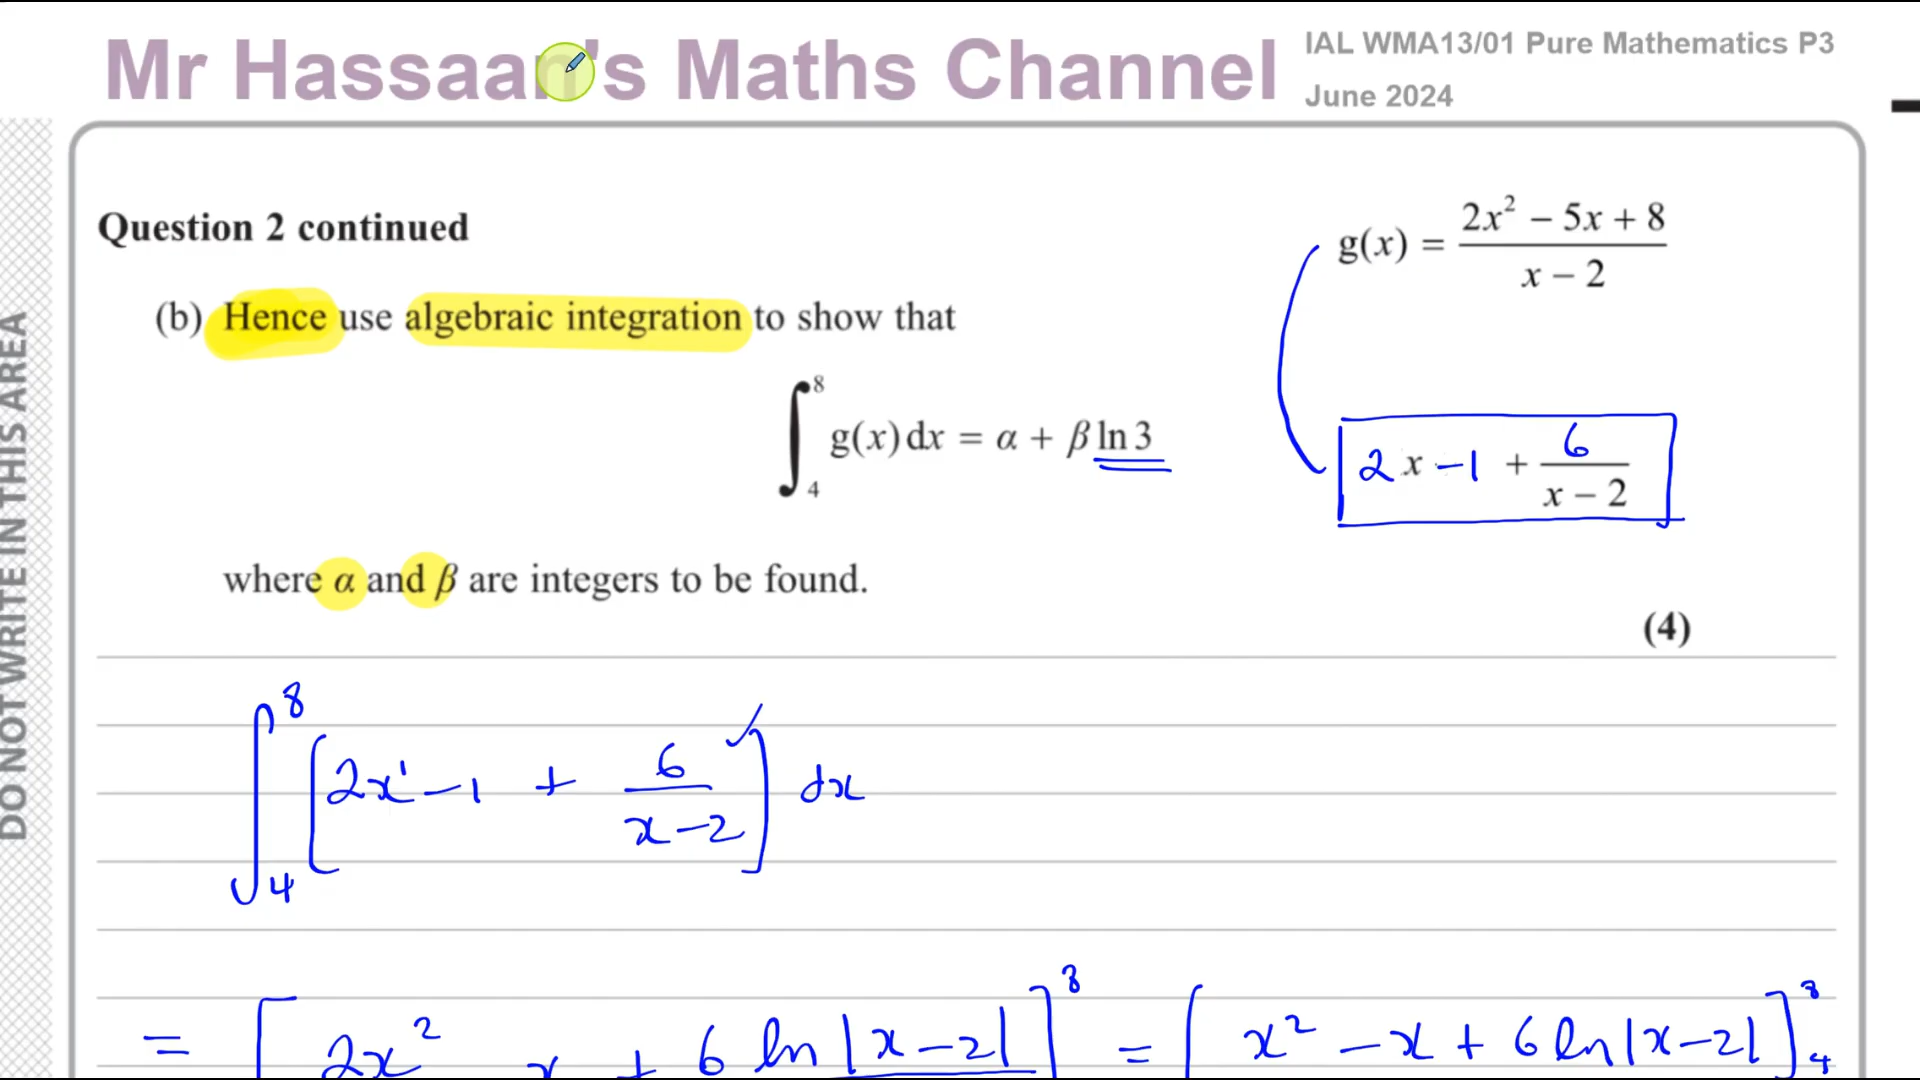 Mr Hassaan's Maths Channel
IAL WMA13/01 Pure Mathematics P3
June 2024
DO NOT WRITE IN THIS AREA
Question 2 continued
g(x) = (2x² − 5x + 8)/(x − 2)
(b) Hence use algebraic integration to show that
∫₄⁸ g(x) dx = α + β ln 3
2x − 1 + 6/(x − 2)
where α and β are integers to be found.
(4)
∫₄⁸ [2x¹ − 1 + 6/(x − 2)] dx
= [2x² x + 6 ln|x − 2|]⁸ = [x² − x + 6 ln|x − 2|]₄⁸